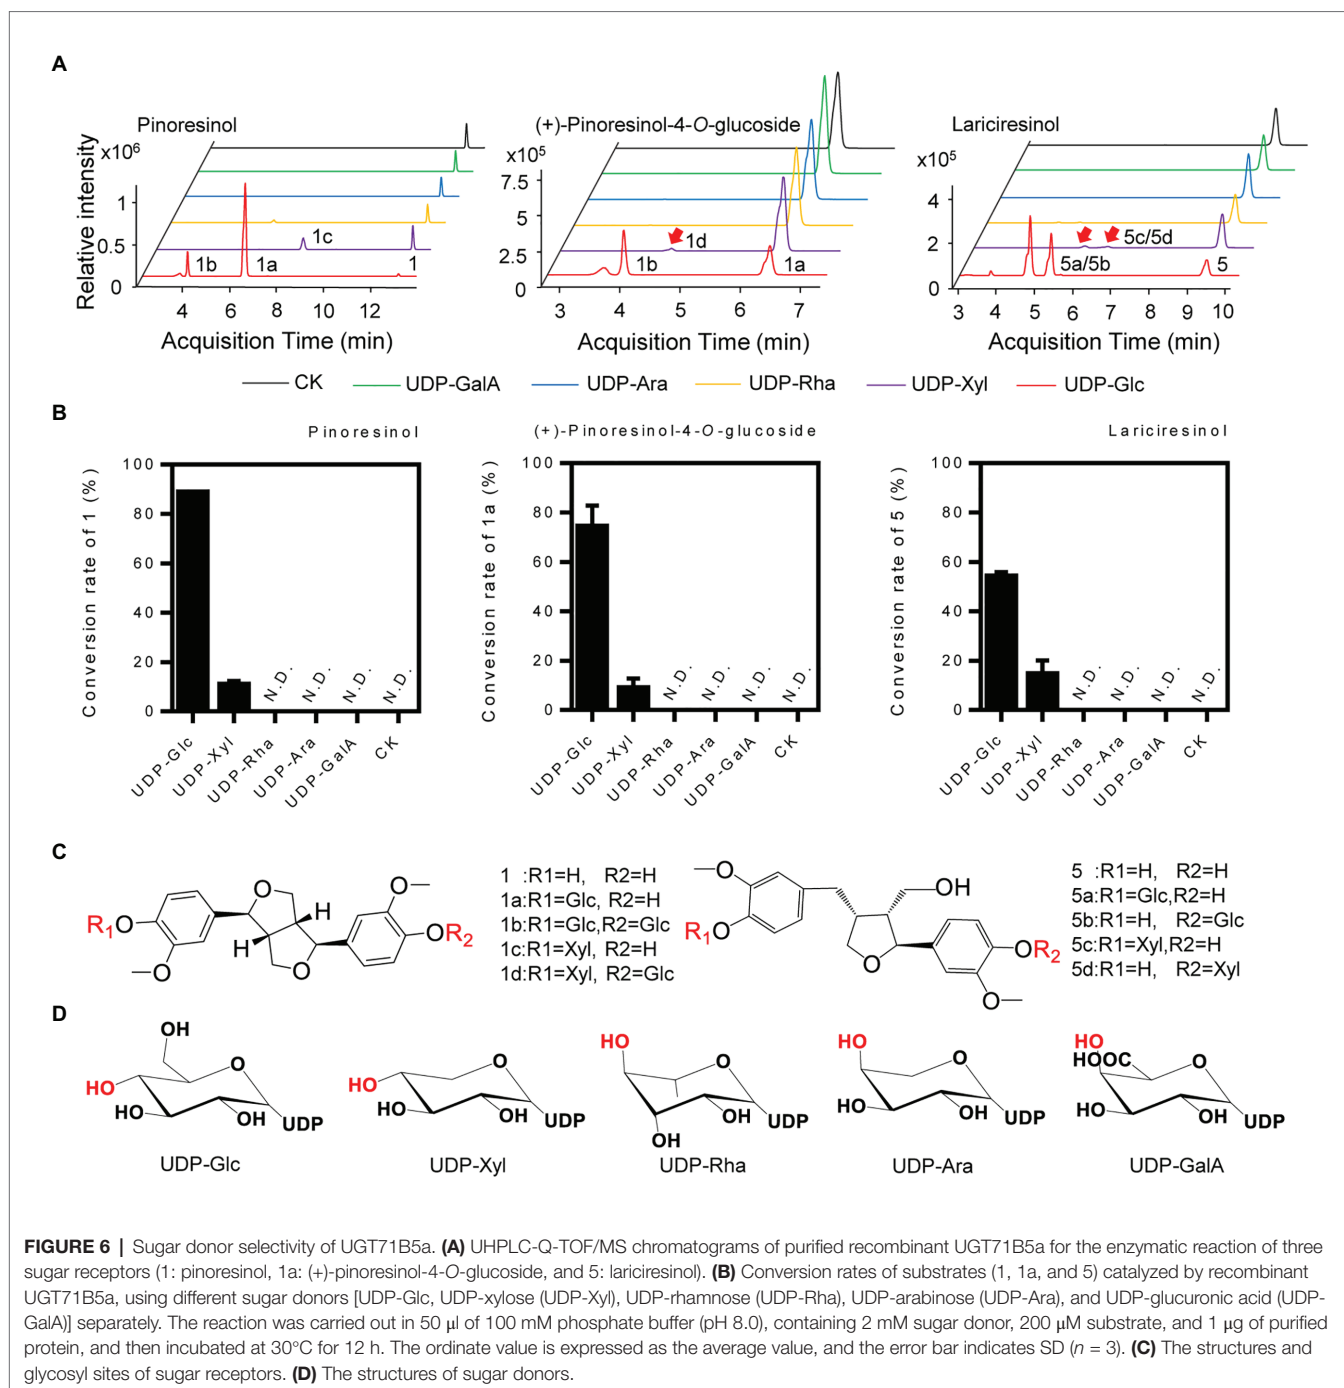 A
Pinoresinol
(+)-Pinoresinol-4-O-glucoside
Lariciresinol
Relative intensity
x10⁶
1
0.5
0
1b
1a
1c
1
4 6 8 10 12
Acquisition Time (min)
x10⁵
7.5
5
2.5
0
1b
1d
1a
3 4 5 6 7
Acquisition Time (min)
x10⁵
4
2
0
5a/5b
5c/5d
5
3 4 5 6 7 8 9 10
Acquisition Time (min)
CK UDP-GalA UDP-Ara UDP-Rha UDP-Xyl UDP-Glc
B
Pinoresinol
Conversion rate of 1 (%)
100
80
60
40
20
0
N.D. N.D. N.D. N.D.
UDP-Glc UDP-Xyl UDP-Rha UDP-Ara UDP-GalA CK
(+)-Pinoresinol-4-O-glucoside
Conversion rate of 1a (%)
100
80
60
40
20
0
N.D. N.D. N.D. N.D.
UDP-Glc UDP-Xyl UDP-Rha UDP-Ara UDP-GalA CK
Lariciresinol
Conversion rate of 5 (%)
100
80
60
40
20
0
N.D. N.D. N.D. N.D.
UDP-Glc UDP-Xyl UDP-Rha UDP-Ara UDP-GalA CK
C
R₁ O O O H H O O OR₂
1 :R1=H, R2=H
1a:R1=Glc, R2=H
1b:R1=Glc,R2=Glc
1c:R1=Xyl, R2=H
1d:R1=Xyl, R2=Glc
O R₁ O OH O OR₂ O
5 :R1=H, R2=H
5a:R1=Glc,R2=H
5b:R1=H, R2=Glc
5c:R1=Xyl,R2=H
5d:R1=H, R2=Xyl
D
OH O HO HO OH UDP
UDP-Glc
O HO HO OH UDP
UDP-Xyl
HO O OH OH UDP
UDP-Rha
HO O HO OH UDP
UDP-Ara
HO HOOC O HO OH UDP
UDP-GalA
FIGURE 6 | Sugar donor selectivity of UGT71B5a. (A) UHPLC-Q-TOF/MS chromatograms of purified recombinant UGT71B5a for the enzymatic reaction of three
sugar receptors (1: pinoresinol, 1a: (+)-pinoresinol-4-O-glucoside, and 5: lariciresinol). (B) Conversion rates of substrates (1, 1a, and 5) catalyzed by recombinant
UGT71B5a, using different sugar donors [UDP-Glc, UDP-xylose (UDP-Xyl), UDP-rhamnose (UDP-Rha), UDP-arabinose (UDP-Ara), and UDP-glucuronic acid (UDP-
GalA)] separately. The reaction was carried out in 50 μl of 100 mM phosphate buffer (pH 8.0), containing 2 mM sugar donor, 200 μM substrate, and 1 μg of purified
protein, and then incubated at 30°C for 12 h. The ordinate value is expressed as the average value, and the error bar indicates SD (n = 3). (C) The structures and
glycosyl sites of sugar receptors. (D) The structures of sugar donors.